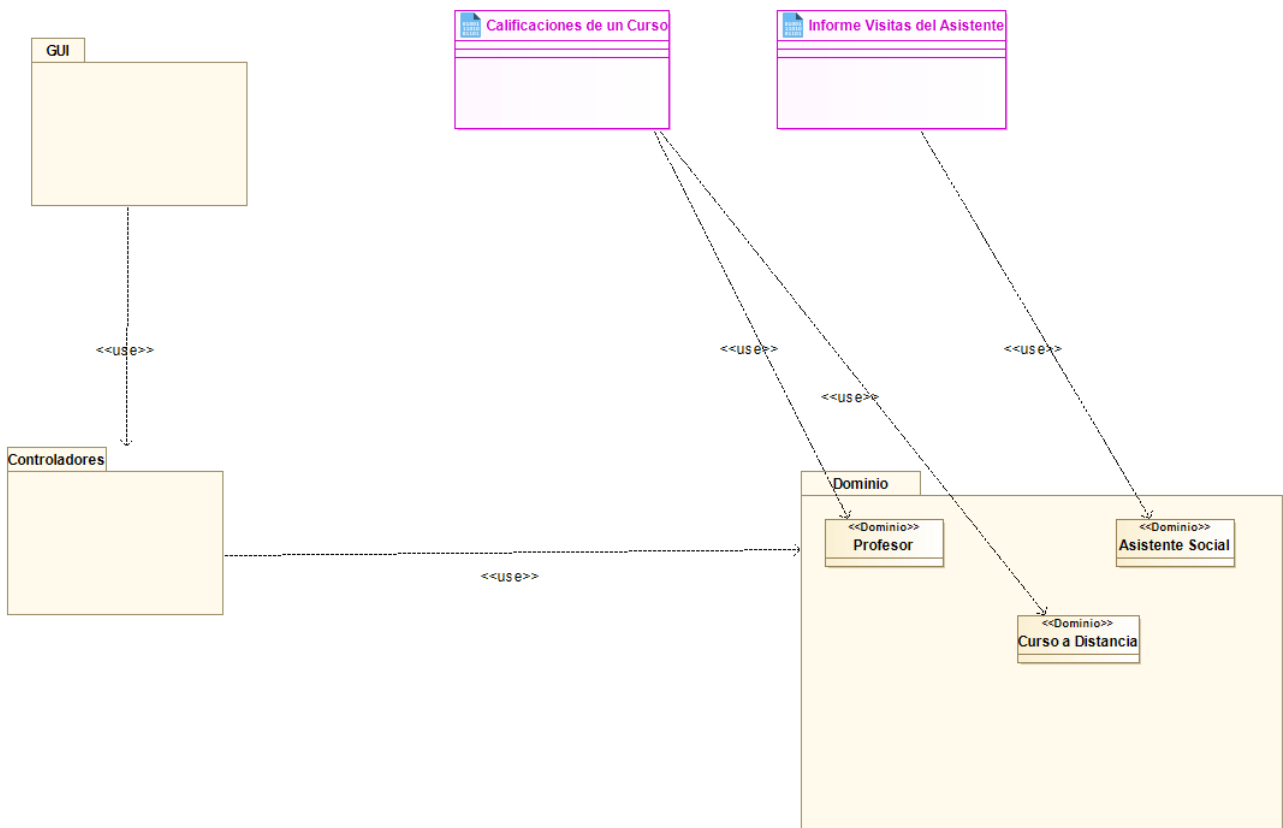 Calificaciones de un Curso
Informe Visitas del Asistente
GUI
<<use>>
<<use>>
<<use>>
<<use>>
Controladores
Dominio
<<Dominio>>
Profesor
<<Dominio>>
Asistente Social
<<use>>
<<Dominio>>
Curso a Distancia